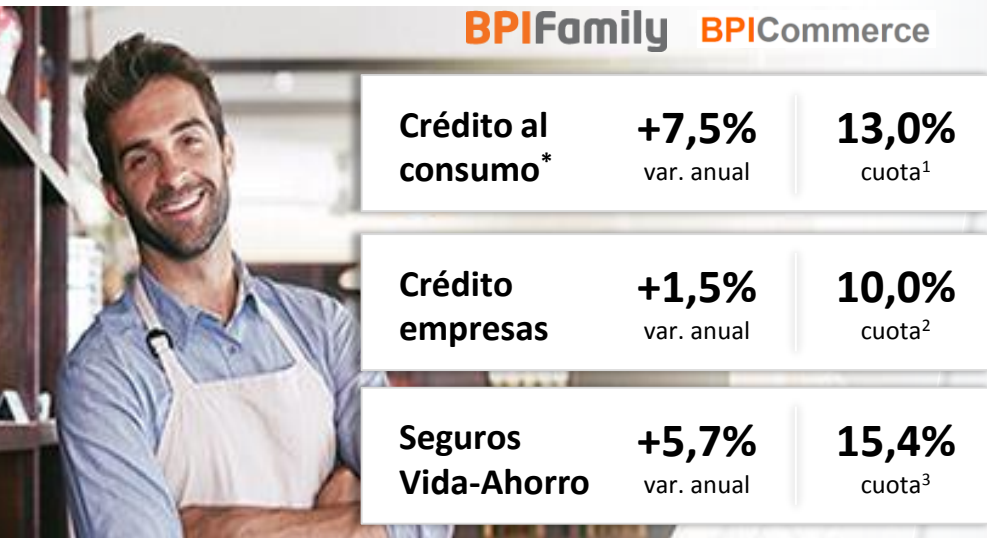 BPIFamily BPICommerce
Crédito al
consumo*
+7,5%
var. anual
13,0%
cuota¹
Crédito
empresas
+1,5%
var. anual
10,0%
cuota²
Seguros
Vida-Ahorro
+5,7%
var. anual
15,4%
cuota³